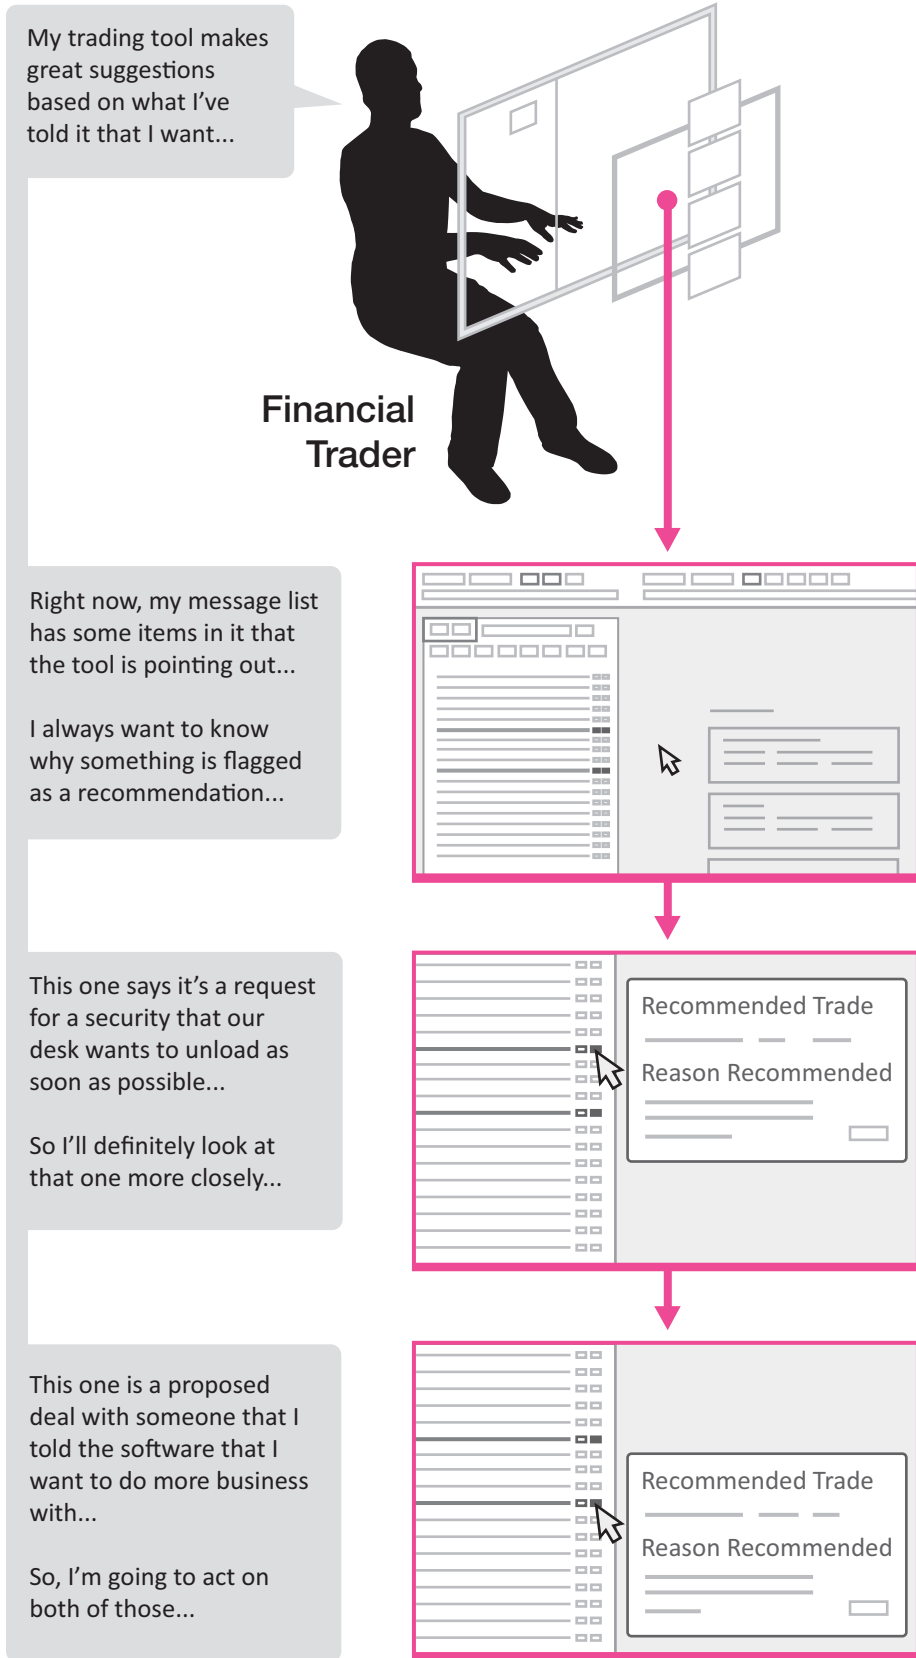 My trading tool makes
great suggestions
based on what I've
told it that I want...
Financial
Trader
Right now, my message list
has some items in it that
the tool is pointing out...
I always want to know
why something is flagged
as a recommendation...
This one says it's a request
for a security that our
desk wants to unload as
soon as possible...
So I'll definitely look at
that one more closely...
Recommended Trade
Reason Recommended
This one is a proposed
deal with someone that I
told the software that I
want to do more business
with...
So, I'm going to act on
both of those...
Recommended Trade
Reason Recommended